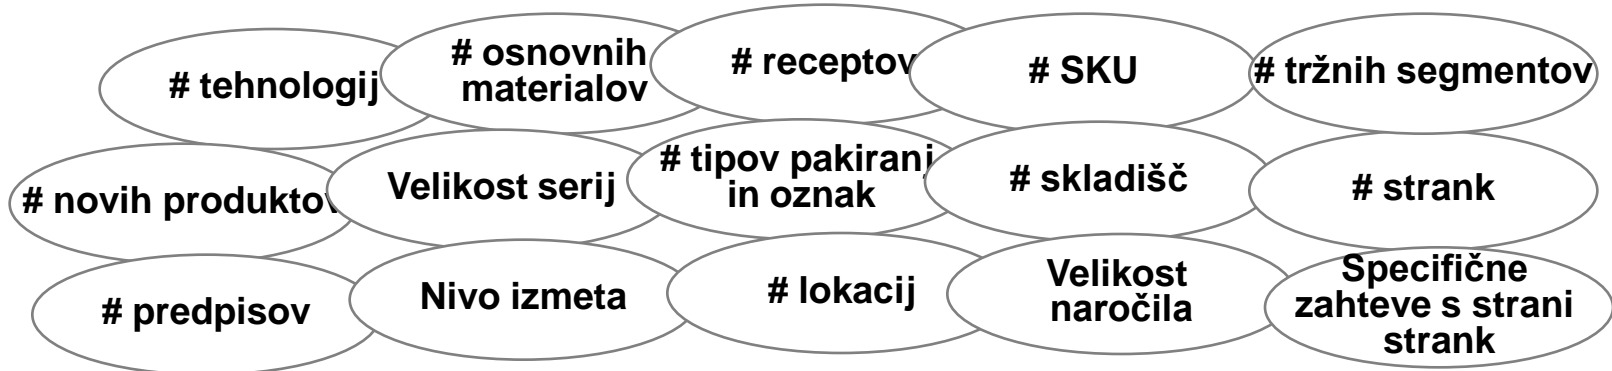 # tehnologij
# osnovnih
materialov
# receptov
# SKU
# tržnih segmentov
# novih produktov
Velikost serij
# tipov pakiranj
in oznak
# skladišč
# strank
# predpisov
Nivo izmeta
# lokacij
Velikost
naročila
Specifične
zahteve s strani
strank